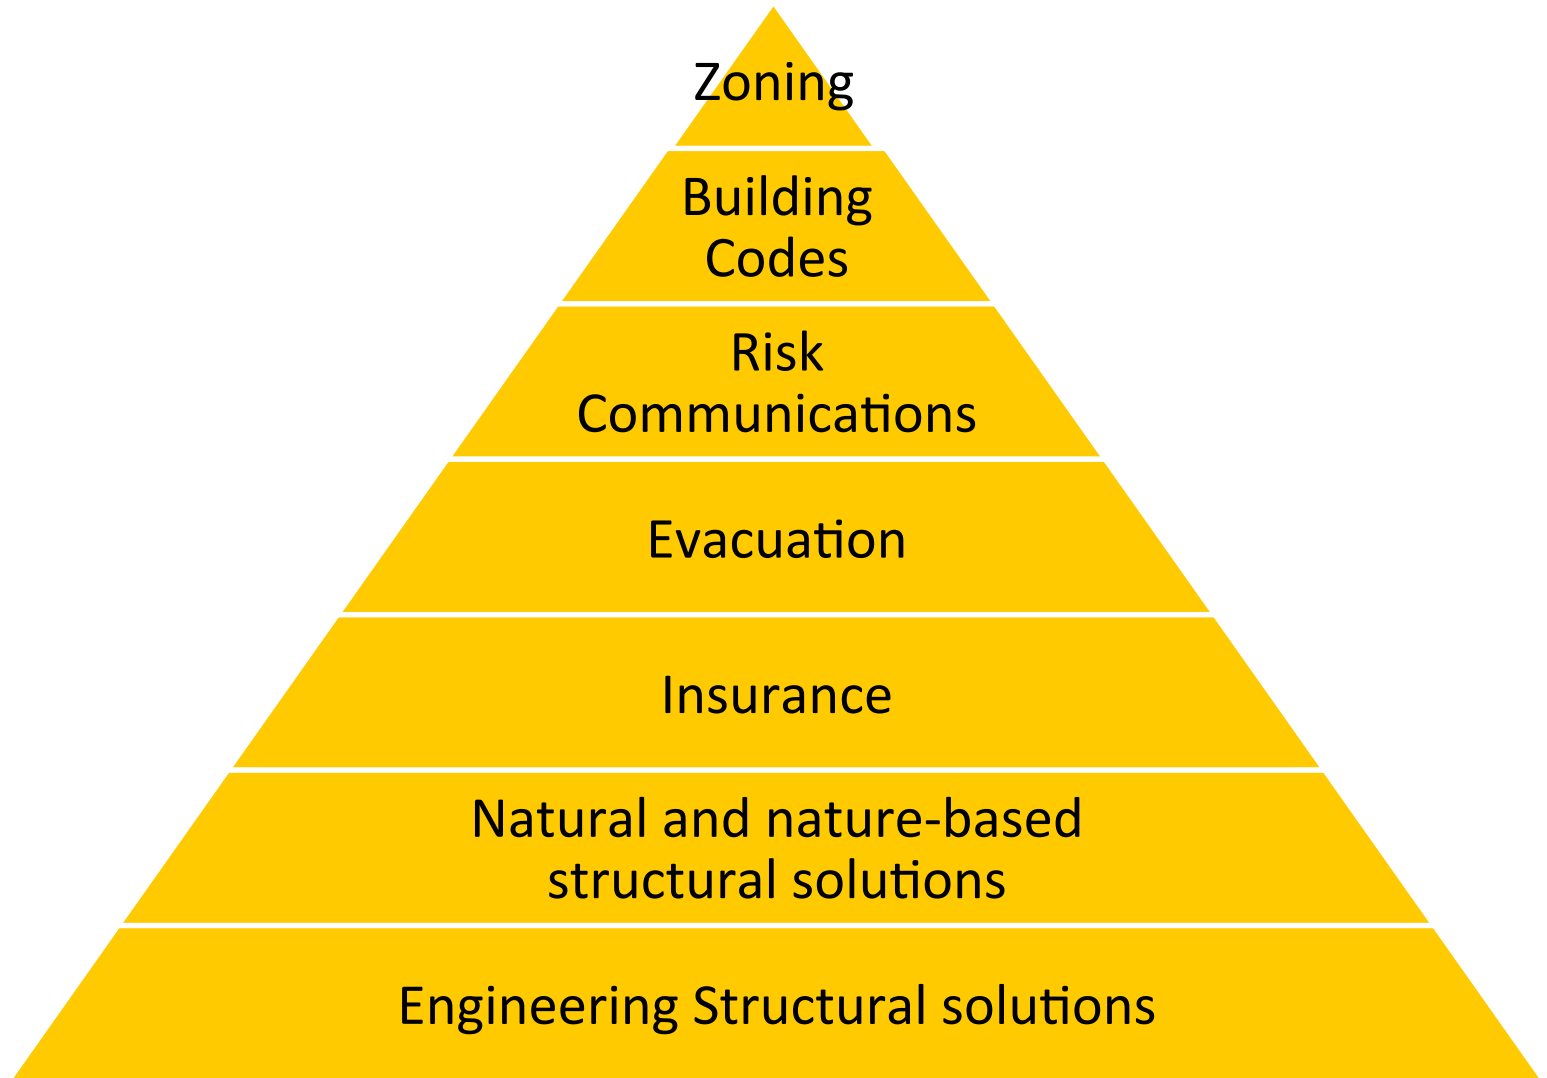 Zoning
Building
Codes
Risk
Communications
Evacuation
Insurance
Natural and nature-based
structural solutions
Engineering Structural solutions